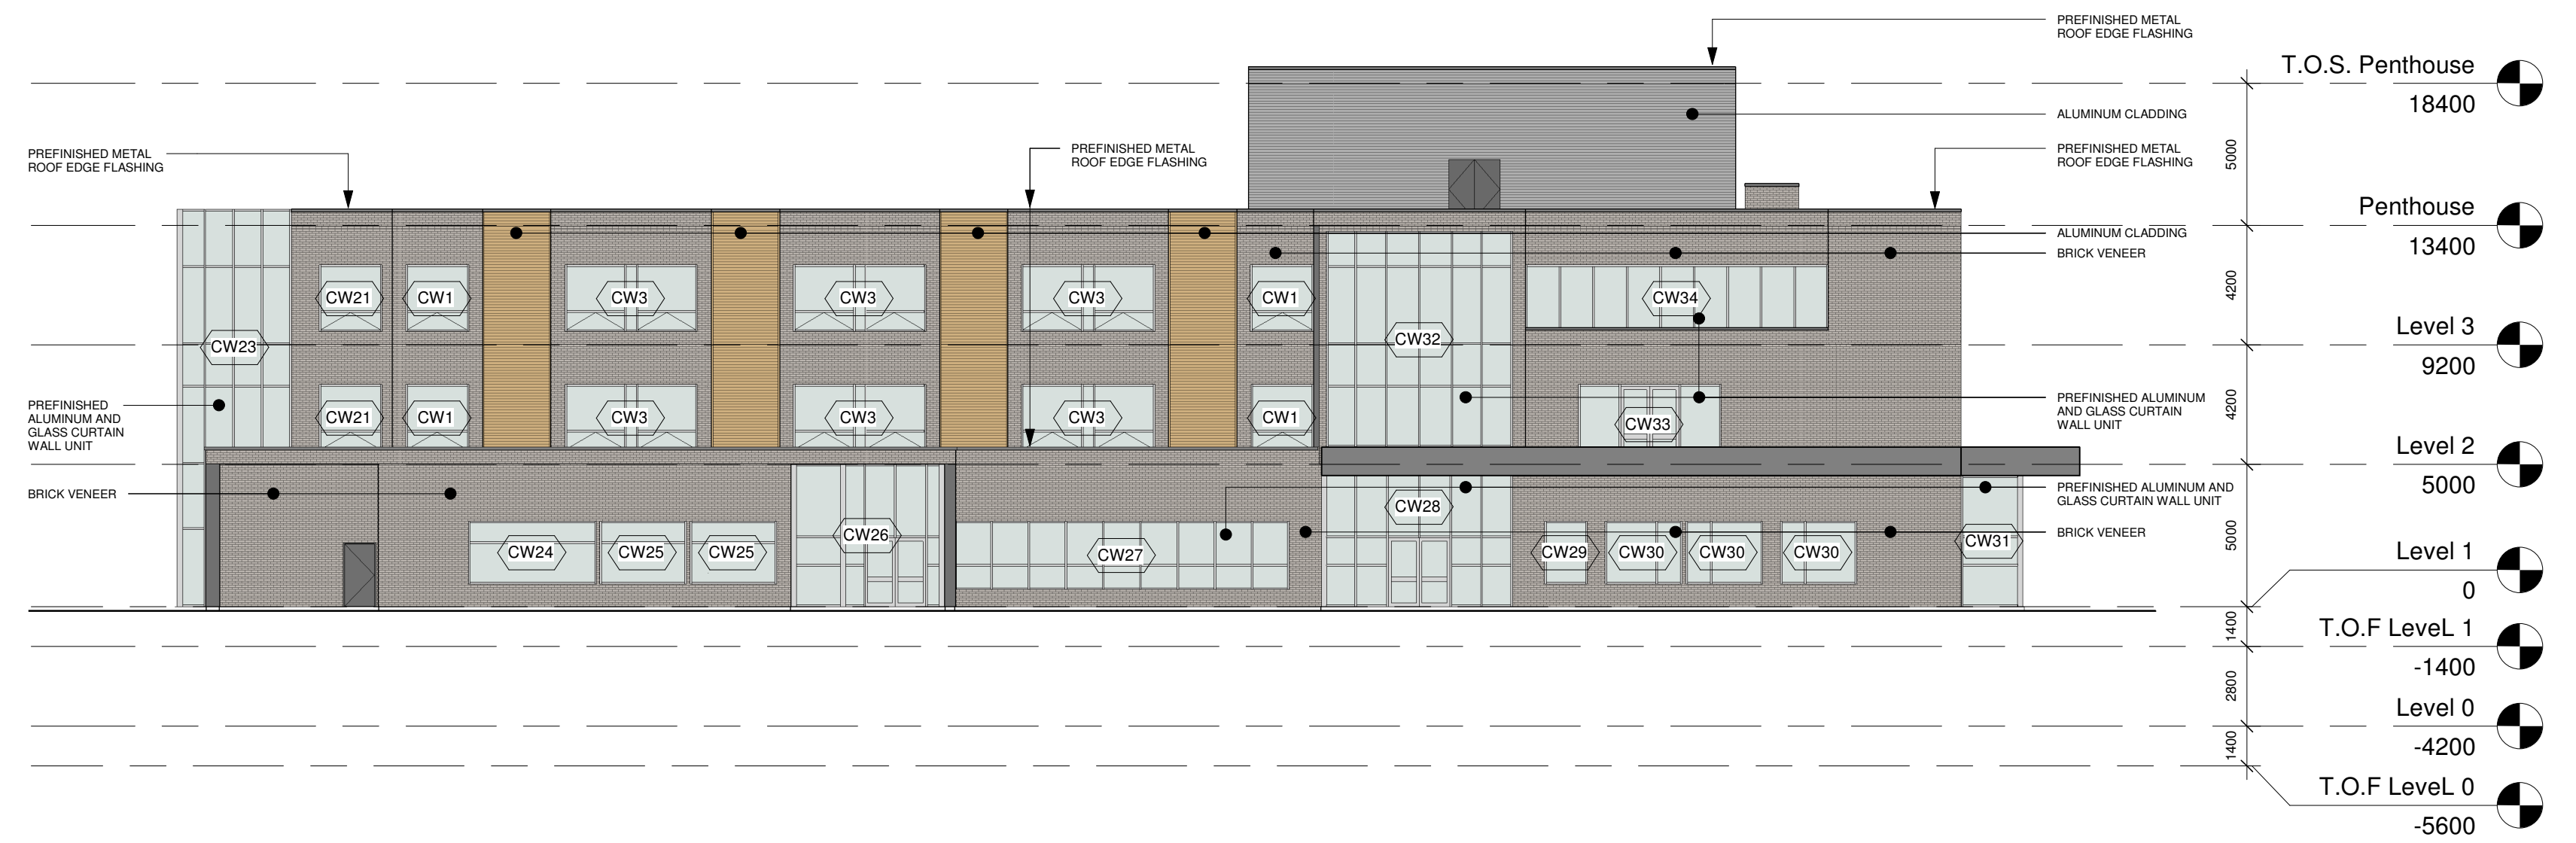 PREFINISHED METAL
ROOF EDGE FLASHING
T.O.S. Penthouse
18400
ALUMINUM CLADDING
5000
PREFINISHED METAL
ROOF EDGE FLASHING
PREFINISHED METAL
ROOF EDGE FLASHING
PREFINISHED METAL
ROOF EDGE FLASHING
Penthouse
13400
ALUMINUM CLADDING
BRICK VENEER
4200
CW21
CW1
CW3
CW3
CW3
CW1
CW34
CW23
CW32
Level 3
9200
PREFINISHED
ALUMINUM AND
GLASS CURTAIN
WALL UNIT
CW21
CW1
CW3
CW3
CW3
CW1
CW33
PREFINISHED ALUMINUM
AND GLASS CURTAIN
WALL UNIT
4200
Level 2
5000
BRICK VENEER
CW28
PREFINISHED ALUMINUM AND
GLASS CURTAIN WALL UNIT
BRICK VENEER
5000
CW24
CW25
CW25
CW26
CW27
CW29
CW30
CW30
CW30
CW31
Level 1
0
1400
T.O.F LeveL 1
-1400
2800
Level 0
-4200
1400
T.O.F LeveL 0
-5600